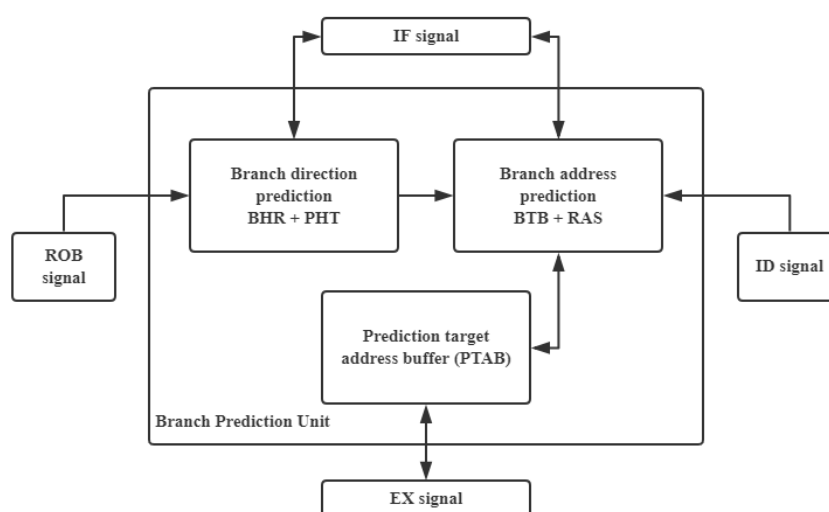 IF signal
Branch direction
prediction
BHR + PHT
Branch address
prediction
BTB + RAS
ROB
signal
ID signal
Prediction target
address buffer (PTAB)
Branch Prediction Unit
EX signal